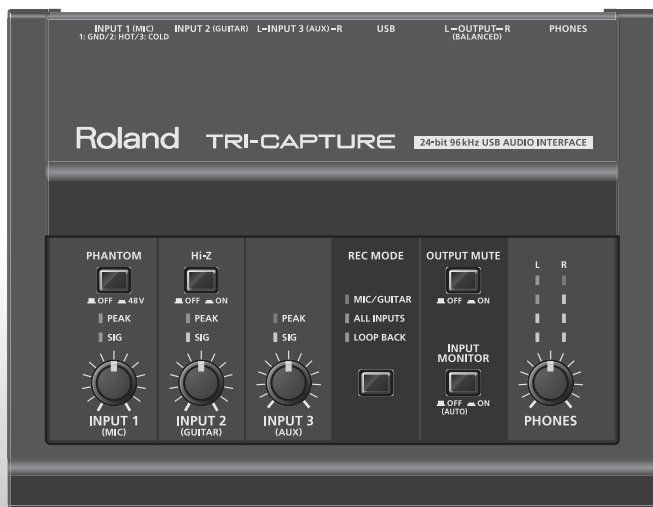 INPUT 1 (MIC) INPUT 2 (GUITAR) L–INPUT 3 (AUX)–R USB L–OUTPUT–R PHONES
1: GND/2: HOT/3: COLD (BALANCED)
Roland TRI-CAPTURE 24-bit 96kHz USB AUDIO INTERFACE
PHANTOM Hi-Z REC MODE OUTPUT MUTE
L R
OFF 48V OFF ON MIC/GUITAR OFF ON
PEAK PEAK PEAK ALL INPUTS
SIG SIG SIG LOOP BACK
INPUT
MONITOR
OFF ON
(AUTO)
INPUT 1 INPUT 2 INPUT 3 PHONES
(MIC) (GUITAR) (AUX)